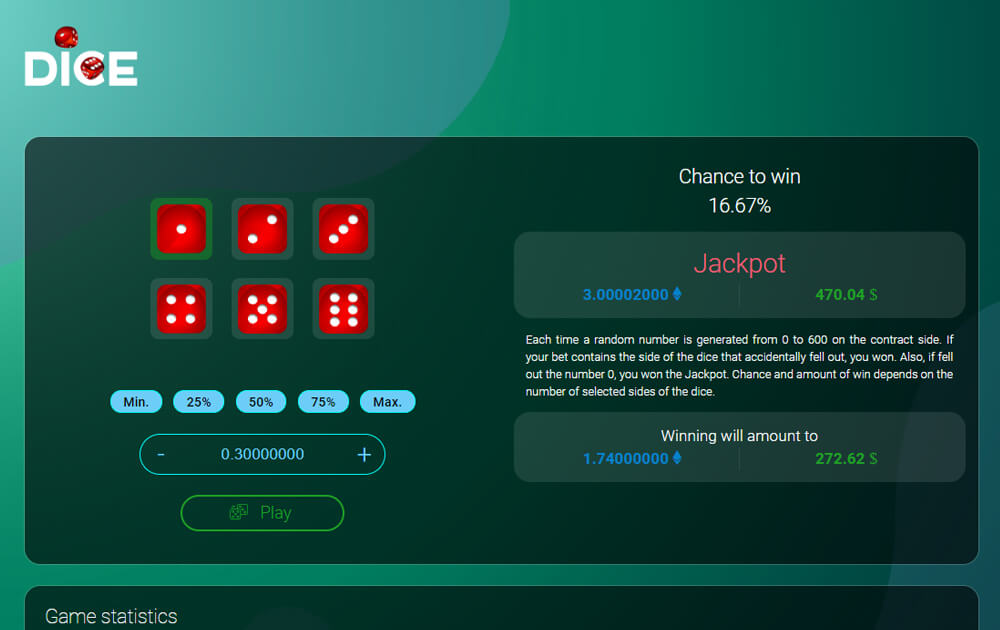 DICE
Chance to win
16.67%
Jackpot
3.00002000 470.04 $
Each time a random number is generated from 0 to 600 on the contract side. If
your bet contains the side of the dice that accidentally fell out, you won. Also, if fell
out the number 0, you won the Jackpot. Chance and amount of win depends on the
number of selected sides of the dice.
Min. 25% 50% 75% Max.
Winning will amount to
- 0.30000000 +
1.74000000 272.62 $
Play
Game statistics